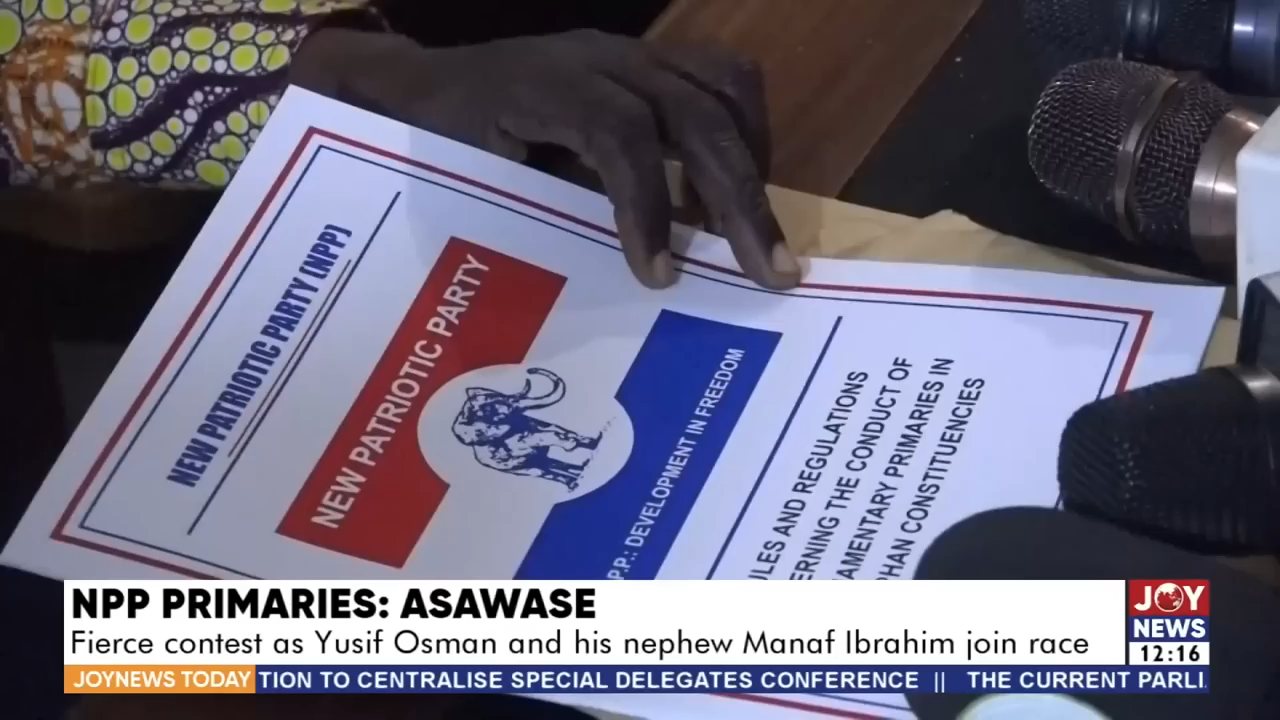 NEW PATRIOTIC PARTY (NPP)
NEW PATRIOTIC PARTY
P.P.: DEVELOPMENT IN FREEDOM
ULES AND REGULATIONS
ERNING THE CONDUCT OF
AMENTARY PRIMARIES IN
PHAN CONSTITUENCIES
NPP PRIMARIES: ASAWASE
Fierce contest as Yusif Osman and his nephew Manaf Ibrahim join race
JOY
NEWS
12:16
JOYNEWS TODAY
TION TO CENTRALISE SPECIAL DELEGATES CONFERENCE || THE CURRENT PARLI